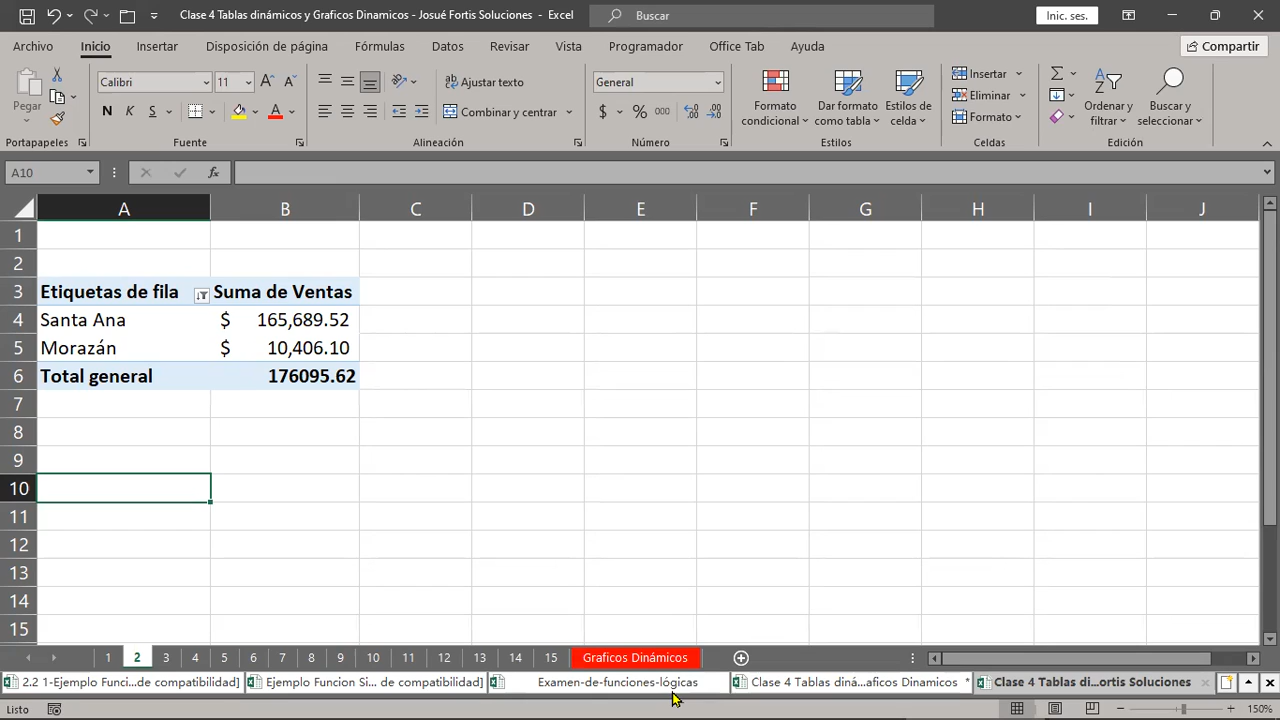 Clase 4 Tablas dinámicos y Graficos Dinamicos - Josué Fortis Soluciones - Excel
Buscar
Inic. ses.
Archivo Inicio Insertar Disposición de página Fórmulas Datos Revisar Vista Programador Office Tab Ayuda
Compartir
Pegar
Calibri 11
N K S
Ajustar texto
Combinar y centrar
General
$ % 000
Formato condicional
Dar formato como tabla
Estilos de celda
Insertar
Eliminar
Formato
Ordenar y filtrar
Buscar y seleccionar
Portapapeles Fuente Alineación Número Estilos Celdas Edición
A10 fx
A B C D E F G H I J
1
2
3 Etiquetas de fila Suma de Ventas
4 Santa Ana $ 165,689.52
5 Morazán $ 10,406.10
6 Total general 176095.62
7
8
9
10
11
12
13
14
15
1 2 3 4 5 6 7 8 9 10 11 12 13 14 15 Graficos Dinámicos
2.2 1-Ejemplo Funci...de compatibilidad] Ejemplo Funcion Si... de compatibilidad] Examen-de-funciones-lógicas Clase 4 Tablas diná...aficos Dinamicos * Clase 4 Tablas di...ortis Soluciones
Listo 150%